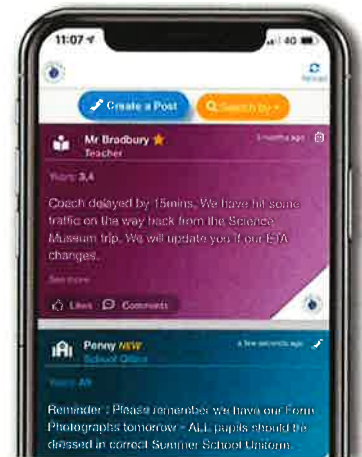 11:07 4G
Reload
Create a Post Search by
Mr Bradbury 3 months ago
Teacher
Years 3,4
Coach delayed by 15mins. We have hit some
traffic on the way back from the Science
Museum trip. We will update you if our ETA
changes.
See more
Likes Comments
Penny NEW a few seconds ago
School Office
Years All
Reminder : Please remember we have our Form
Photographs tomorrow - ALL pupils should be
dressed in correct Summer School Uniform.